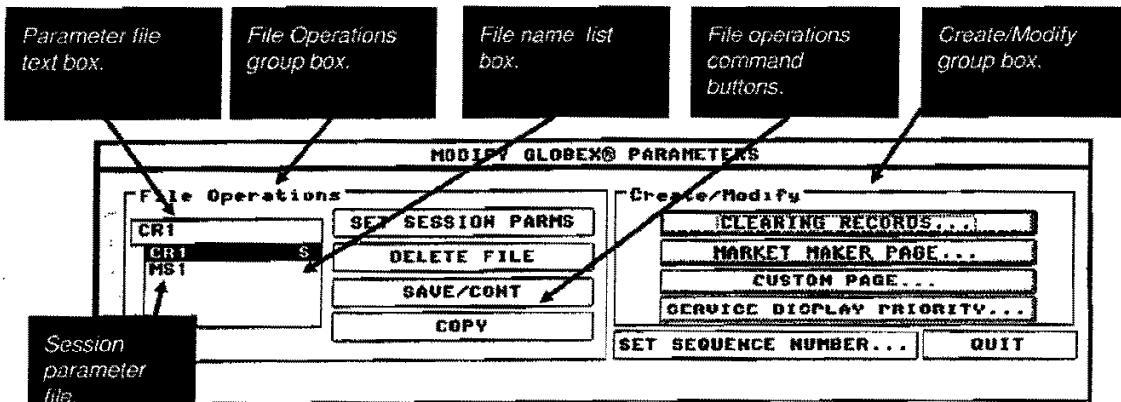 Parameter file
text box.
File Operations
group box.
File name list
box.
File operations
command
buttons.
Create/Modify
group box.
MODIFY GLOBEX® PARAMETERS
File Operations
CR1
CR1 S
MS1
SET SESSION PARMS
DELETE FILE
SAVE/CONT
COPY
Create/Modify
CLEARING RECORDS...
MARKET MAKER PAGE...
CUSTOM PAGE...
SERVICE DISPLAY PRIORITY...
SET SEQUENCE NUMBER...
QUIT
Session
parameter
file.